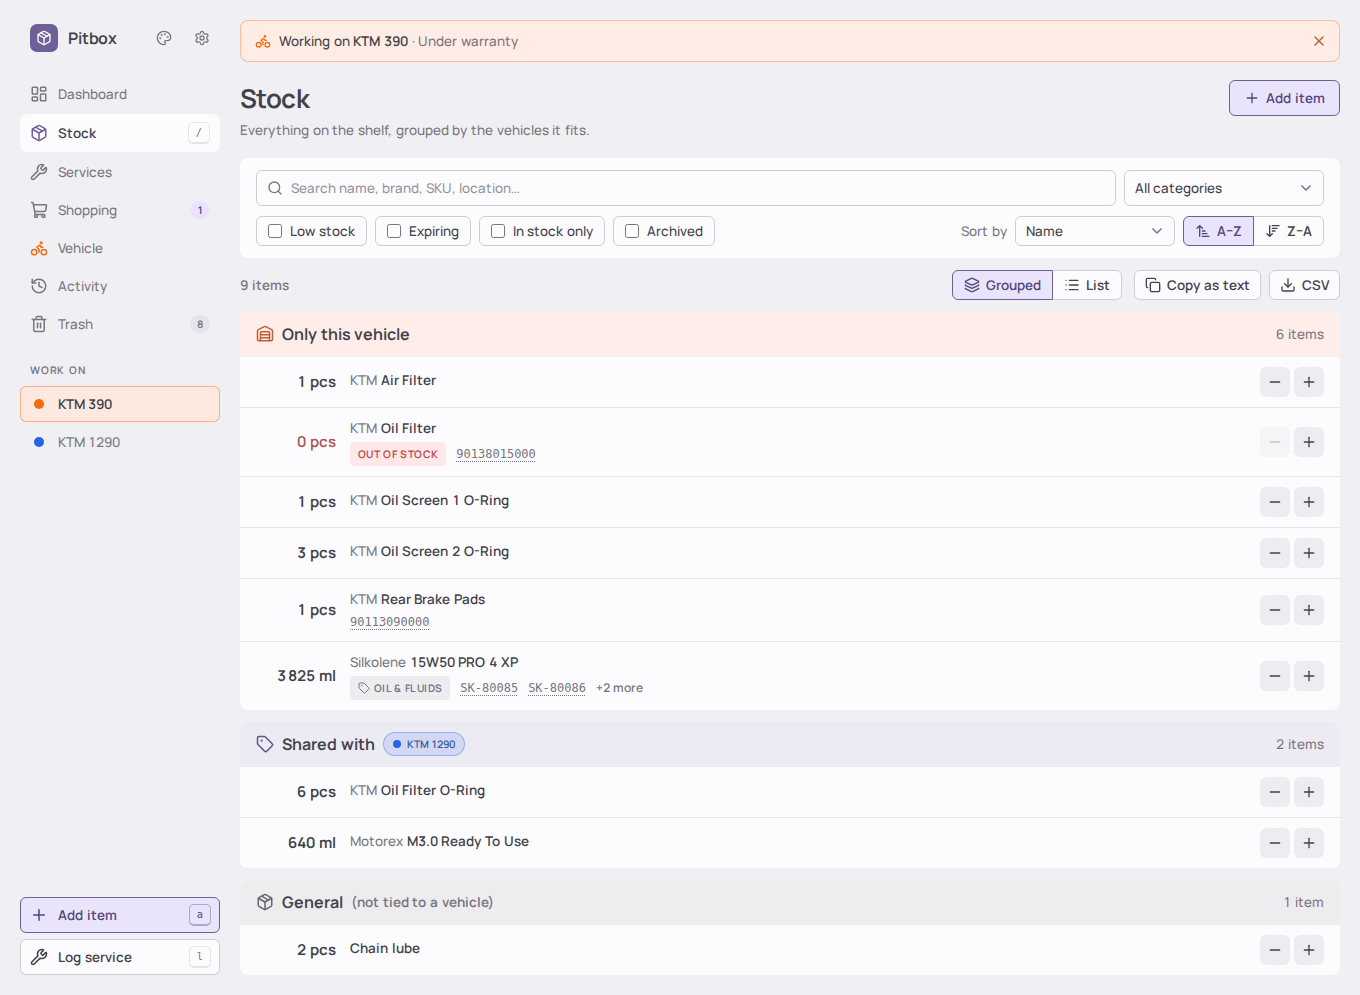 Pitbox
Dashboard
Stock /
Services
Shopping 1
Vehicle
Activity
Trash 8
WORK ON
KTM 390
KTM 1290
Add item a
Log service l
Working on KTM 390 · Under warranty
Stock
Add item
Everything on the shelf, grouped by the vehicles it fits.
Search name, brand, SKU, location…
All categories
Low stock
Expiring
In stock only
Archived
Sort by
Name
A–Z
Z–A
9 items
Grouped
List
Copy as text
CSV
Only this vehicle
6 items
1 pcs KTM Air Filter
0 pcs KTM Oil Filter
OUT OF STOCK 90138015000
1 pcs KTM Oil Screen 1 O-Ring
3 pcs KTM Oil Screen 2 O-Ring
1 pcs KTM Rear Brake Pads
90113090000
3 825 ml Silkolene 15W50 PRO 4 XP
OIL & FLUIDS SK-80085 SK-80086 +2 more
Shared with KTM 1290
2 items
6 pcs KTM Oil Filter O-Ring
640 ml Motorex M3.0 Ready To Use
General (not tied to a vehicle)
1 item
2 pcs Chain lube